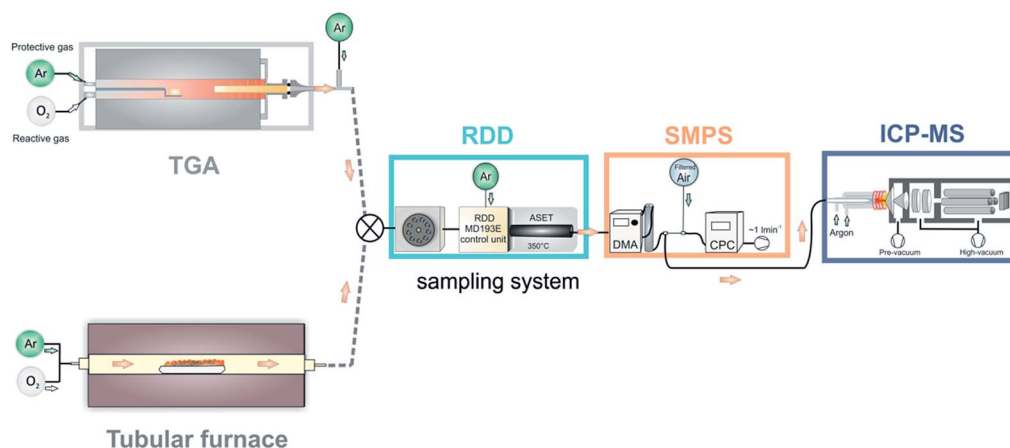 Protective gas
Ar
O2
Reactive gas
TGA
Ar
RDD
Ar
RDD
MD193E
control unit
ASET
350°C
sampling system
SMPS
Filtered
Air
DMA
CPC
~1 lmin-1
ICP-MS
Argon
Pre-vacuum
High-vacuum
Ar
O2
Tubular furnace